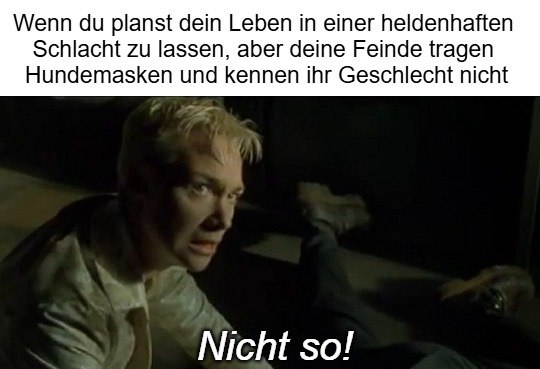 Wenn du planst dein Leben in einer heldenhaften
Schlacht zu lassen, aber deine Feinde tragen
Hundemasken und kennen ihr Geschlecht nicht
Nicht so!